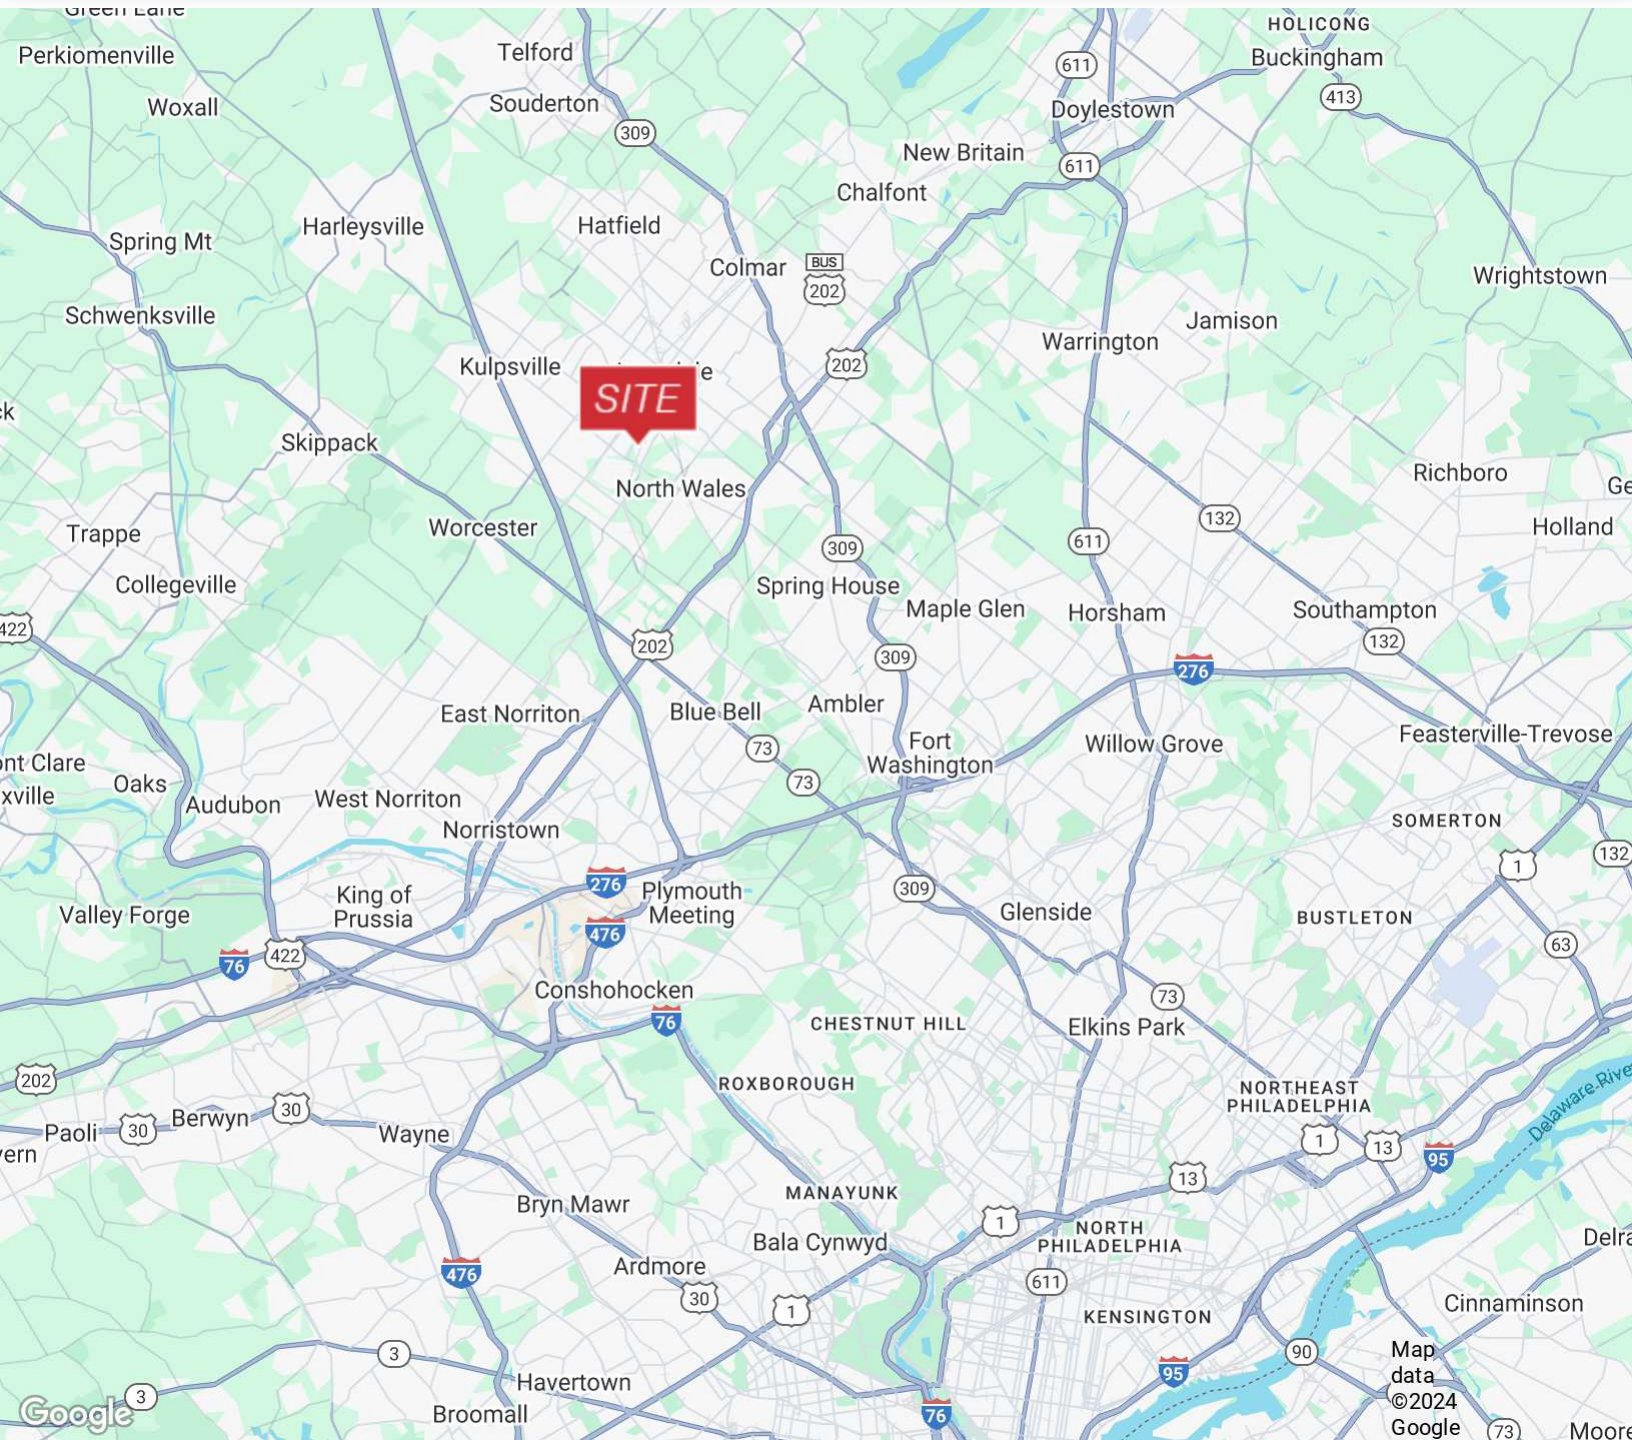 Green Lane
HOLICONG
Perkiomenville
Telford
611
Buckingham
Woxall
Souderton
413
Doylestown
309
New Britain
611
Chalfont
Harleysville
Hatfield
Spring Mt
Colmar
BUS
202
Wrightstown
Schwenksville
Jamison
Warrington
Kulpsville
202
SITE
Skippack
Richboro
North Wales
132
Worcester
Trappe
Holland
611
309
Collegeville
Spring House
Maple Glen
Horsham
Southampton
422
132
202
309
276
Ambler
East Norriton
Blue Bell
Feasterville-Trevose
73
Fort
Washington
Willow Grove
Oaks
73
Audubon
West Norriton
SOMERTON
Norristown
132
1
276
309
King of
Prussia
Plymouth
Meeting
Glenside
Valley Forge
BUSTLETON
476
63
422
76
Conshohocken
73
76
CHESTNUT HILL
Elkins Park
202
ROXBOROUGH
NORTHEAST
PHILADELPHIA
Delaware River
30
Berwyn
Paoli
30
Wayne
1
13
95
13
MANAYUNK
Bryn Mawr
1
NORTH
PHILADELPHIA
Bala Cynwyd
Ardmore
476
611
30
1
Cinnaminson
KENSINGTON
3
90
Map
data
©2024
Google
95
Havertown
3
Google
Broomall
76
73